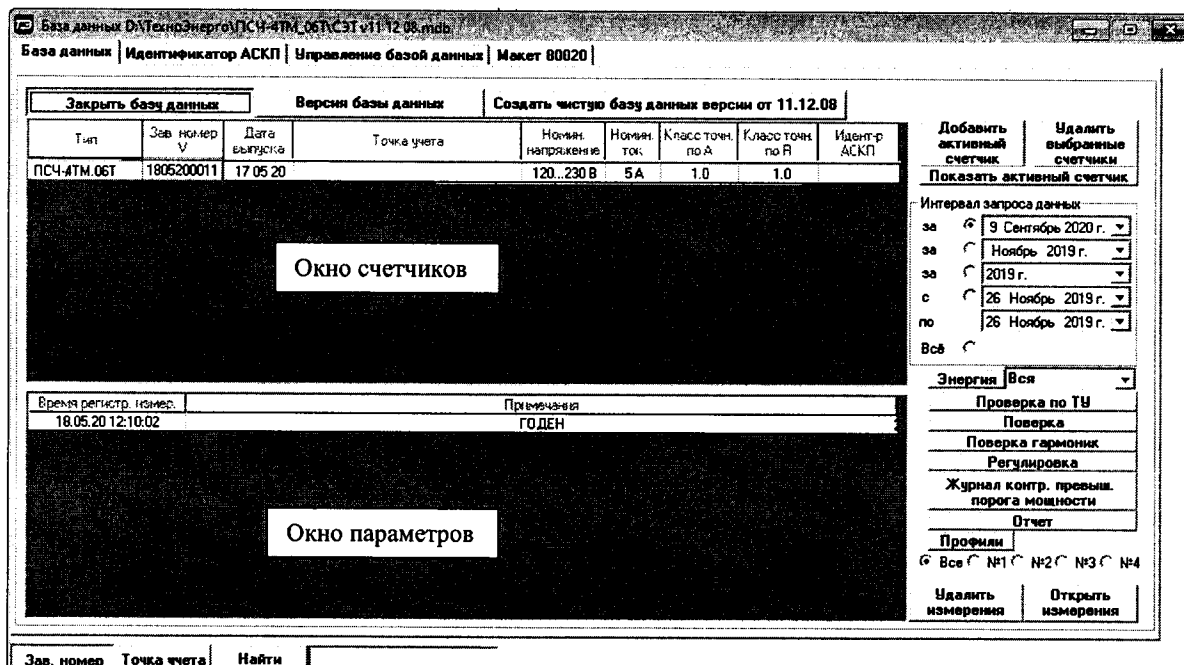 База данных D:\ТехноЭнерго\ПСЧ-4ТМ_06Т\СЭТ v11 12 08.mdb
База данных Идентификатор АСКП Управление базой данных Макет 80020
Закрыть базу данных Версия базы данных Создать чистую базу данных версии от 11.12.08
Тип Зав. номер V Дата выпуска Точка учета Номин. напряжение Номин. ток Класс точн. по А Класс точн. по R Идент-р АСКП
ПСЧ-4ТМ.06Т 1805200011 17 05 20 120...230 В 5 А 1.0 1.0
Окно счетчиков
Время регистр. измер. Примечания
18.05.20 12:10:02 ГОДЕН
Окно параметров
Добавить активный счетчик
Удалить выбранные счетчики
Показать активный счетчик
Интервал запроса данных
за 9 Сентябрь 2020 г.
за Ноябрь 2019 г.
за 2019 г.
с 26 Ноябрь 2019 г.
по 26 Ноябрь 2019 г.
Всё
Энергия Вся
Проверка по ТУ
Поверка
Поверка гармоник
Регулировка
Журнал контр. превыш.
порога мощности
Отчет
Профили
Все №1 №2 №3 №4
Удалить измерения
Открыть измерения
Зав. номер Точка учета Найти